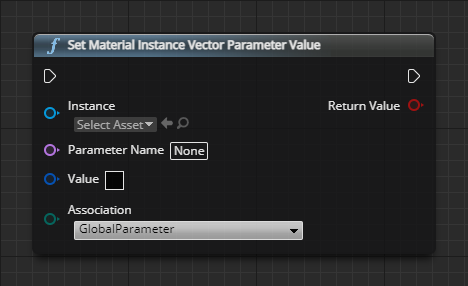 Set Material Instance Vector Parameter Value
Instance
Return Value
Select Asset
Parameter Name None
Value
Association
GlobalParameter